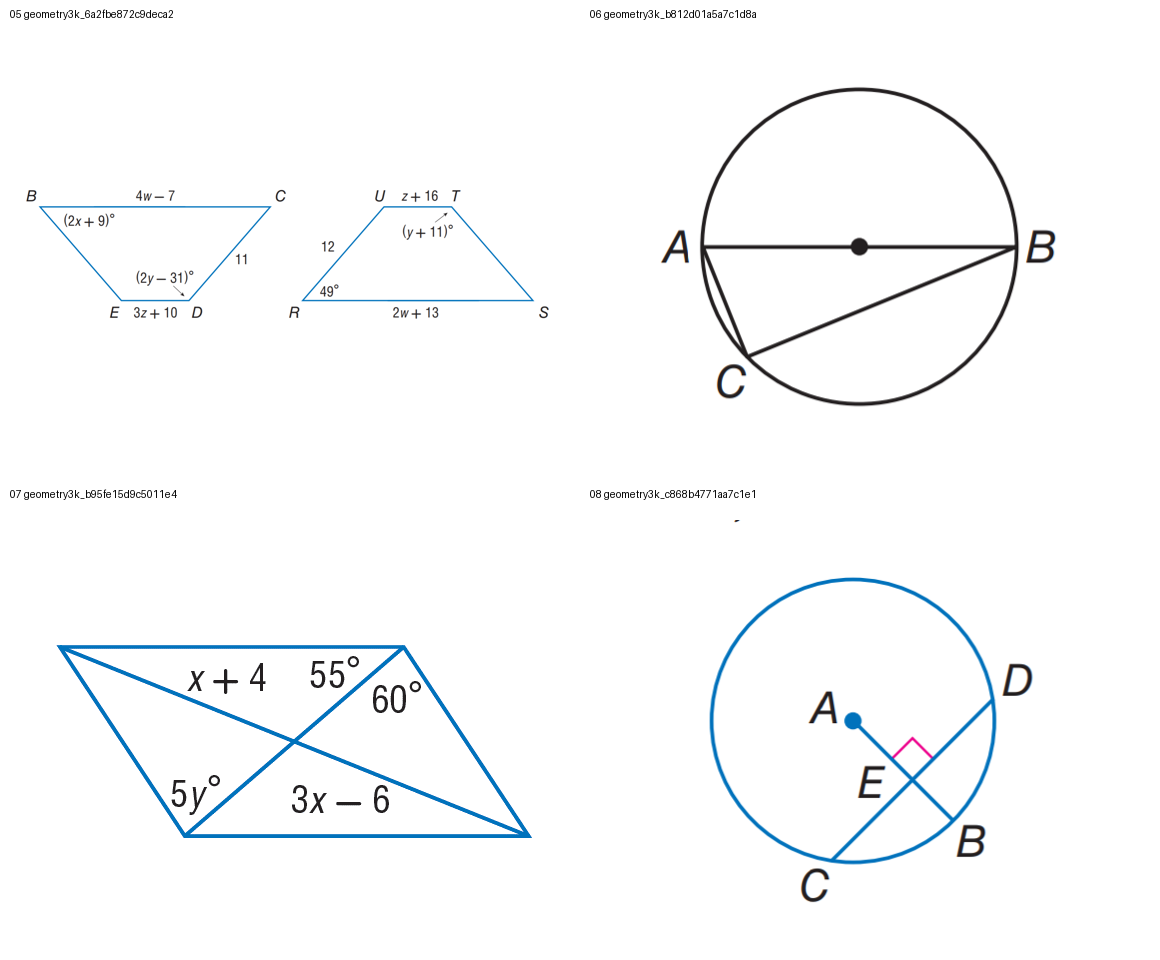 05 geometry3k_6a2fbe872c9deca2
B 4w – 7 C
(2x + 9)°
11
(2y – 31)°
E 3z + 10 D
U z + 16 T
(y + 11)°
12
49°
R 2w + 13 S
06 geometry3k_b812d01a5a7c1d8a
A B
C
07 geometry3k_b95fe15d9c5011e4
x + 4 55°
60°
5y° 3x – 6
08 geometry3k_c868b4771aa7c1e1
D
A
E
B
C